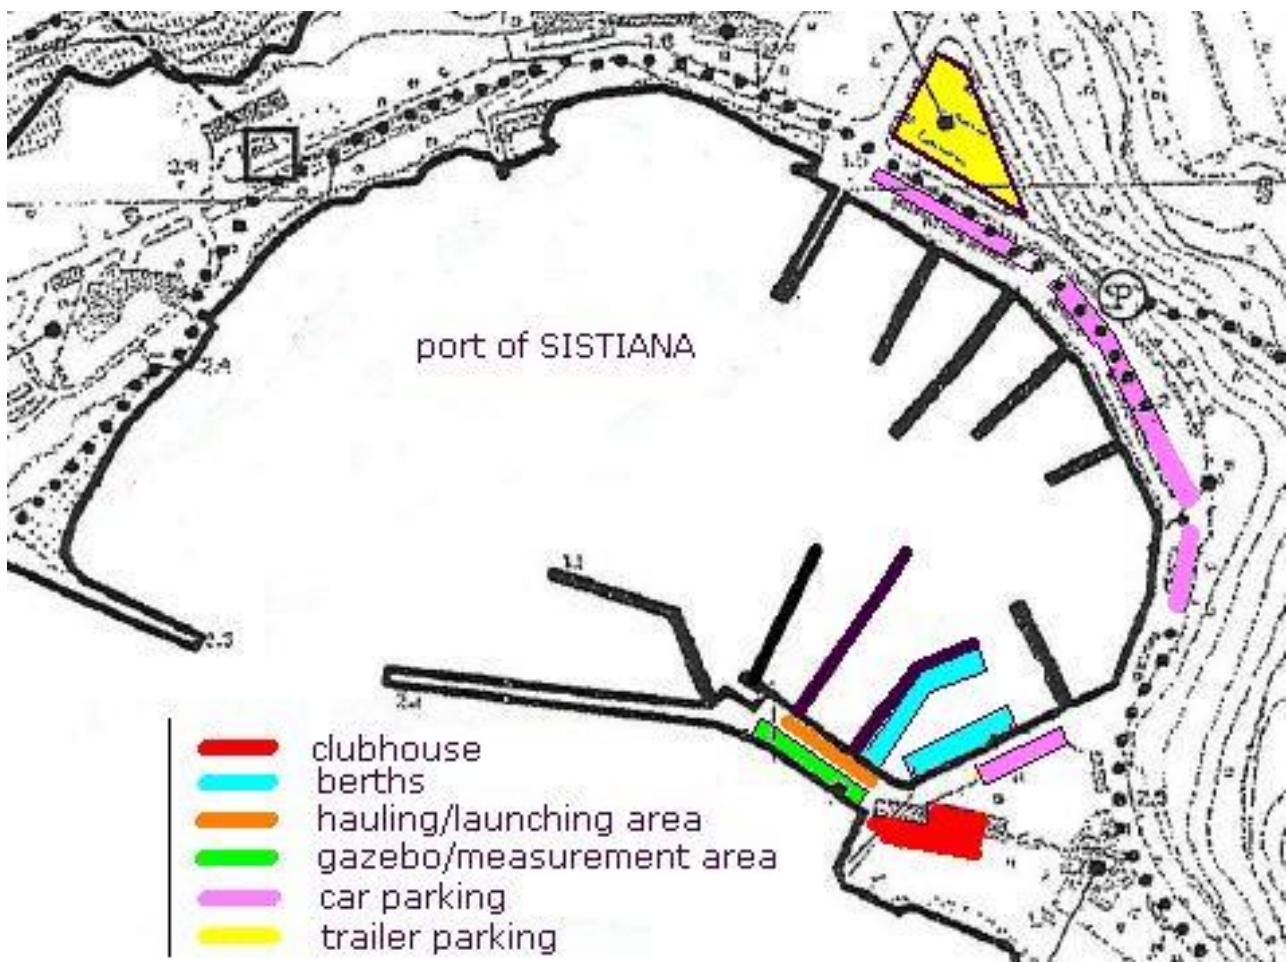 P
port of SISTIANA
clubhouse
berths
hauling/launching area
gazebo/measurement area
car parking
trailer parking